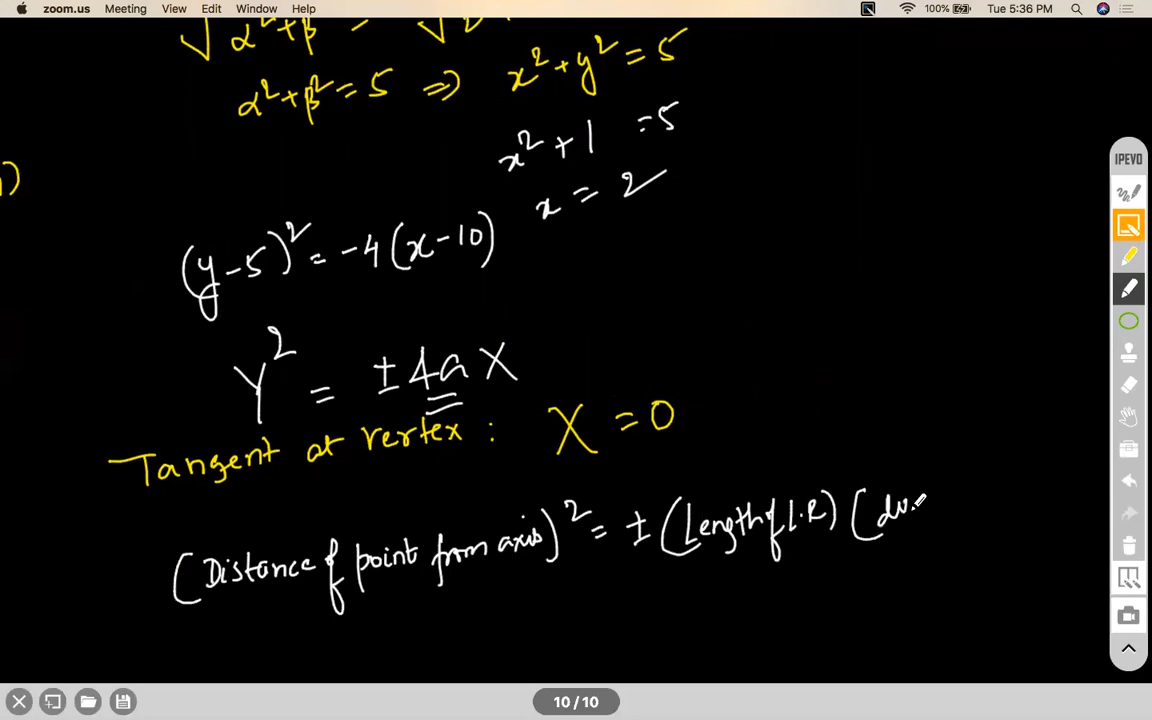 zoom.us Meeting View Edit Window Help 100% Tue 5:36 PM
α²+β² = 5 ⇒ x²+y² = 5
x²+1 = 5
x = 2
(y-5)² = -4(x-10)
Y² = ±4aX
Tangent at vertex : X = 0
(Distance of point from axis)² = ± (Length of L.R) (
IPEVO
10 / 10